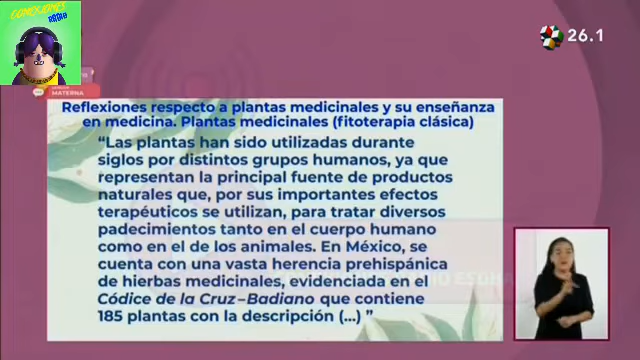 COMEXIONES
26.1
MATERNA
Reflexiones respecto a plantas medicinales y su enseñanza
en medicina. Plantas medicinales (fitoterapia clásica)
“Las plantas han sido utilizadas durante
siglos por distintos grupos humanos, ya que
representan la principal fuente de productos
naturales que, por sus importantes efectos
terapéuticos se utilizan, para tratar diversos
padecimientos tanto en el cuerpo humano
como en el de los animales. En México, se
cuenta con una vasta herencia prehispánica
de hierbas medicinales, evidenciada en el
Códice de la Cruz–Badiano que contiene
185 plantas con la descripción (...) ”